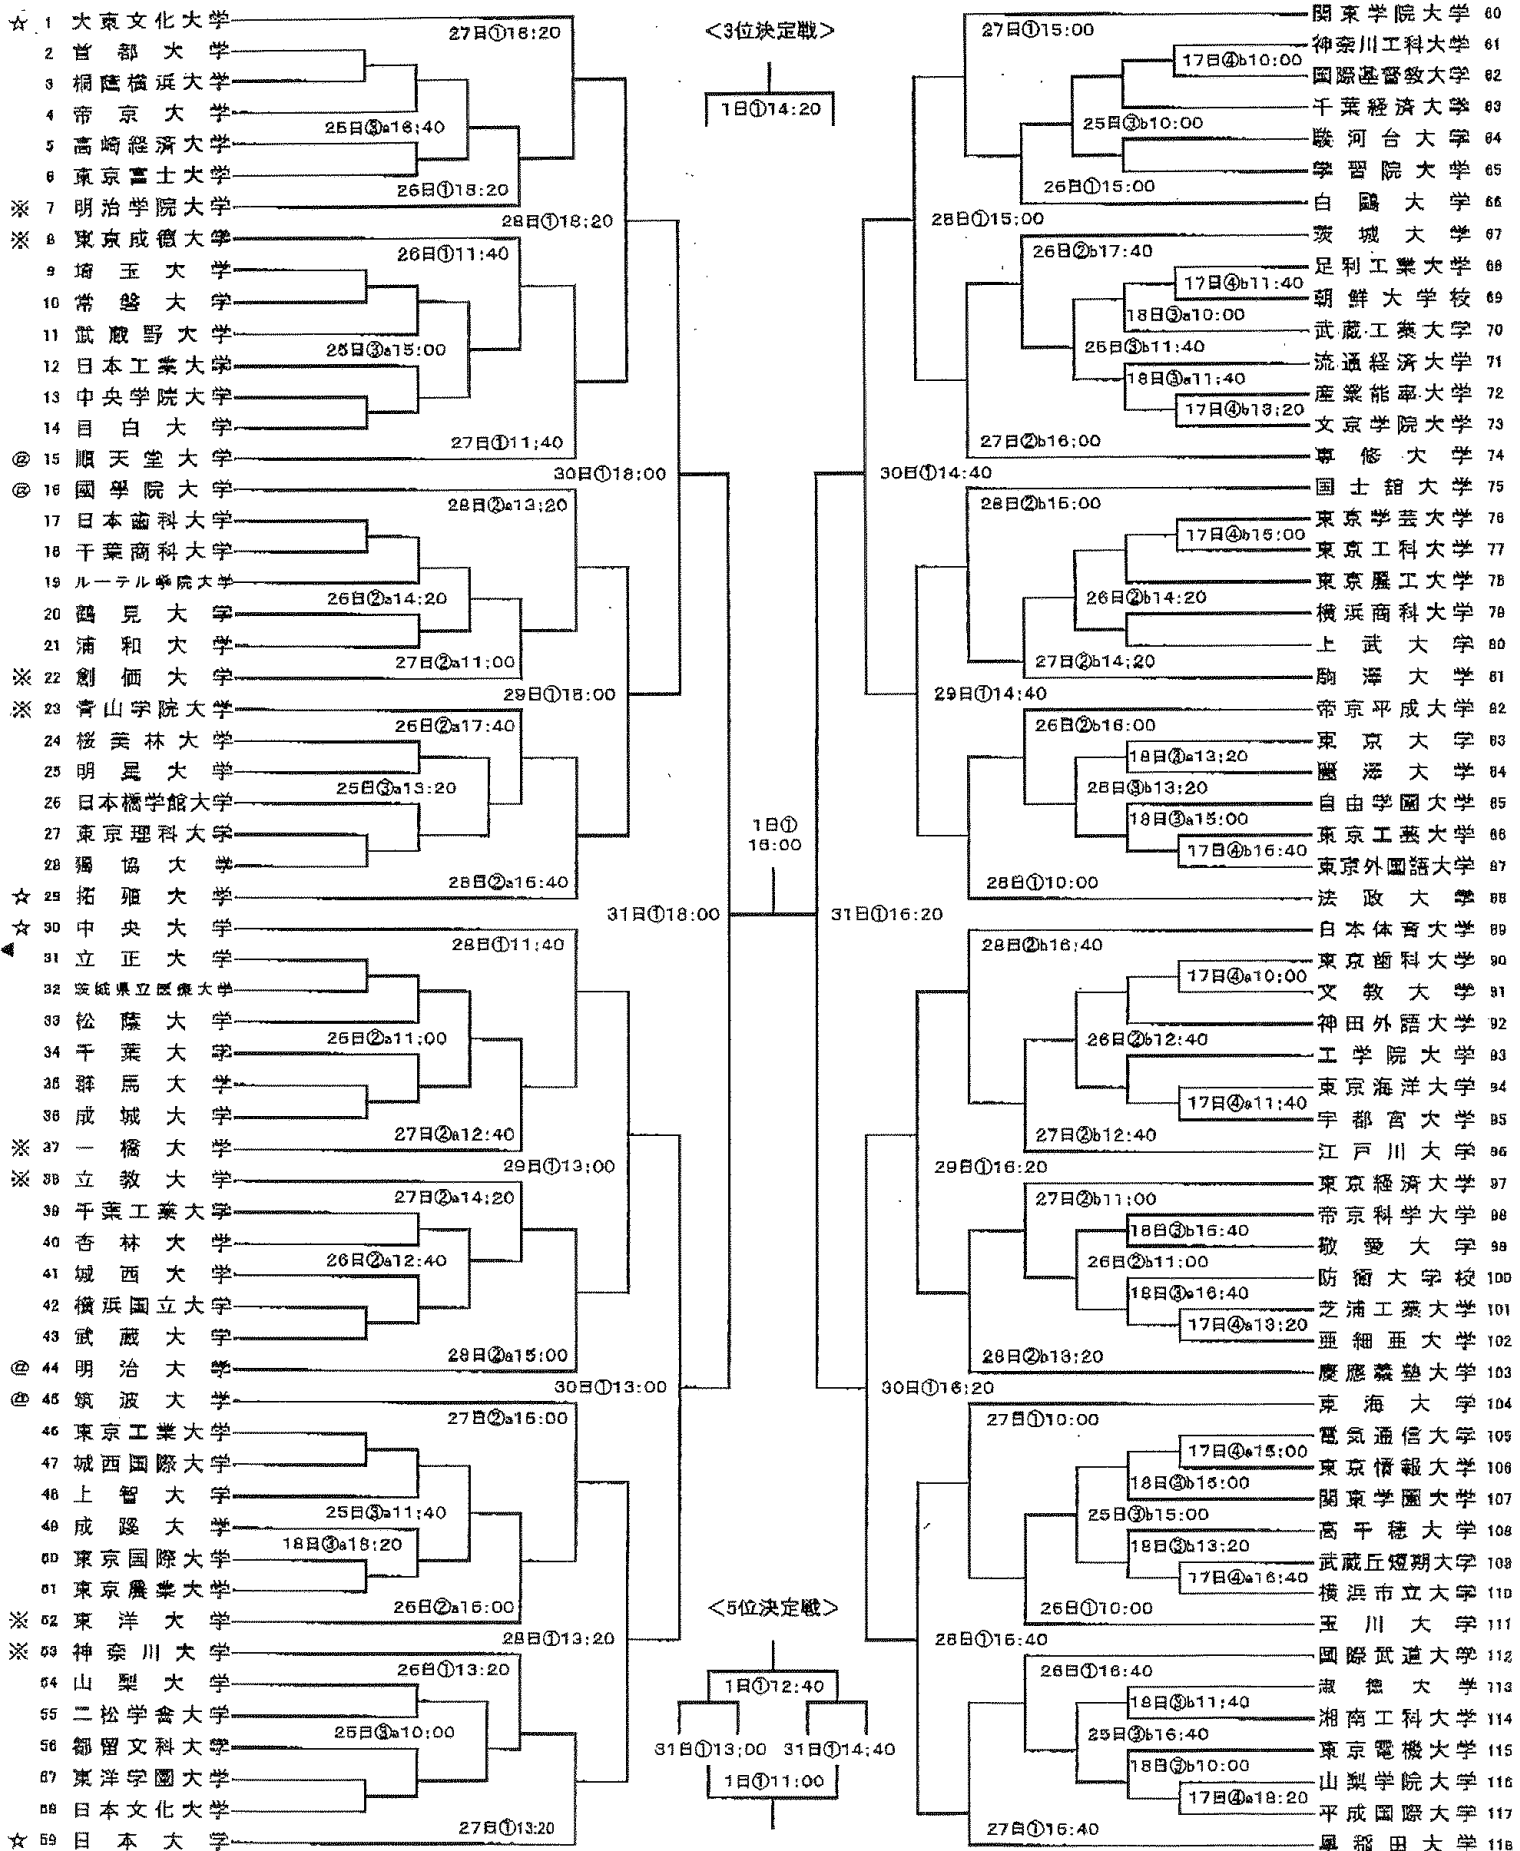 ☆ 1 大東文化大学
27日①16:20
2 首都大学
3 桐蔭横浜大学
4 帝京大学
25日③a16:40
5 高崎経済大学
6 東京富士大学
26日①18:20
※ 7 明治学院大学
28日①18:20
※ 8 東京成徳大学
26日①11:40
9 埼玉大学
10 常磐大学
11 武蔵野大学
25日③a15:00
12 日本工業大学
13 中央学院大学
14 目白大学
27日①11:40
@ 15 順天堂大学
30日①18:00
@ 16 國學院大学
28日②a13:20
17 日本歯科大学
18 千葉商科大学
19 ルーテル学院大学
26日②a14:20
20 鶴見大学
21 浦和大学
27日②a11:00
※ 22 創価大学
29日①18:00
※ 23 青山学院大学
26日②a17:40
24 桜美林大学
25 明星大学
25日③a13:20
26 日本橋学館大学
27 東京理科大学
28 獨協大学
28日②a16:40
☆ 29 拓殖大学
31日①18:00
☆ 30 中央大学
28日①11:40
31 立正大学
32 茨城県立医療大学
33 松蔭大学
26日②a11:00
34 千葉大学
35 群馬大学
36 成城大学
27日②a12:40
※ 37 一橋大学
29日①13:00
※ 38 立教大学
27日②a14:20
39 千葉工業大学
40 杏林大学
26日②a12:40
41 城西大学
42 横浜国立大学
43 武蔵大学
28日②a15:00
@ 44 明治大学
30日①13:00
@ 45 筑波大学
27日②a16:00
46 東京工業大学
47 城西国際大学
48 上智大学
25日③a11:40
49 成蹊大学
18日③a18:20
50 東京国際大学
51 東京農業大学
26日②a16:00
※ 52 東洋大学
28日①13:20
※ 53 神奈川大学
26日①13:20
54 山梨大学
55 二松学舎大学
25日③a10:00
56 都留文科大学
57 東洋学園大学
58 日本文化大学
27日①13:20
☆ 59 日本大学
<3位決定戦>
1日①14:20
1日①
16:00
<5位決定戦>
1日①12:40
31日①13:00 31日①14:40
1日①11:00
関東学院大学 60
27日①15:00
神奈川工科大学 61
17日④b10:00
国際基督教大学 62
千葉経済大学 63
25日③b10:00
駿河台大学 64
学習院大学 65
26日①15:00
白鷗大学 66
28日①15:00
茨城大学 67
26日②b17:40
足利工業大学 68
17日④b11:40
朝鮮大学校 69
18日③a10:00
武蔵工業大学 70
25日③b11:40
流通経済大学 71
18日③a11:40
産業能率大学 72
17日④b13:20
文京学院大学 73
27日②b16:00
専修大学 74
30日①14:40
国士舘大学 75
28日②b15:00
東京学芸大学 76
17日④b15:00
東京工科大学 77
東京農工大学 78
26日②b14:20
横浜商科大学 79
上武大学 80
27日②b14:20
駒澤大学 81
29日①14:40
帝京平成大学 82
26日②b16:00
東京大学 83
18日③a13:20
麗澤大学 84
25日③b13:20
自由学園大学 85
18日③a15:00
東京工芸大学 86
17日④b16:40
東京外国語大学 87
28日①10:00
法政大学 88
31日①16:20
日本体育大学 89
28日②b16:40
東京歯科大学 90
17日④a10:00
文教大学 91
神田外語大学 92
26日②b12:40
工学院大学 93
東京海洋大学 94
17日④a11:40
宇都宮大学 95
27日②b12:40
江戸川大学 96
29日①16:20
東京経済大学 97
27日②b11:00
帝京科学大学 98
18日③b16:40
敬愛大学 99
26日②b11:00
防衛大学校 100
18日③a16:40
芝浦工業大学 101
17日④a13:20
亜細亜大学 102
28日②b13:20
慶應義塾大学 103
30日①16:20
東海大学 104
27日①10:00
電気通信大学 105
17日④a15:00
東京情報大学 106
18日③b15:00
関東学園大学 107
25日③b15:00
高千穂大学 108
18日③b13:20
武蔵丘短期大学 109
17日④a16:40
横浜市立大学 110
26日①10:00
玉川大学 111
28日①16:40
国際武道大学 112
26日①16:40
淑徳大学 113
18日③b11:40
湘南工科大学 114
25日③b16:40
東京電機大学 115
18日③b10:00
山梨学院大学 116
17日④a18:20
平成国際大学 117
27日①16:40
早稲田大学 118